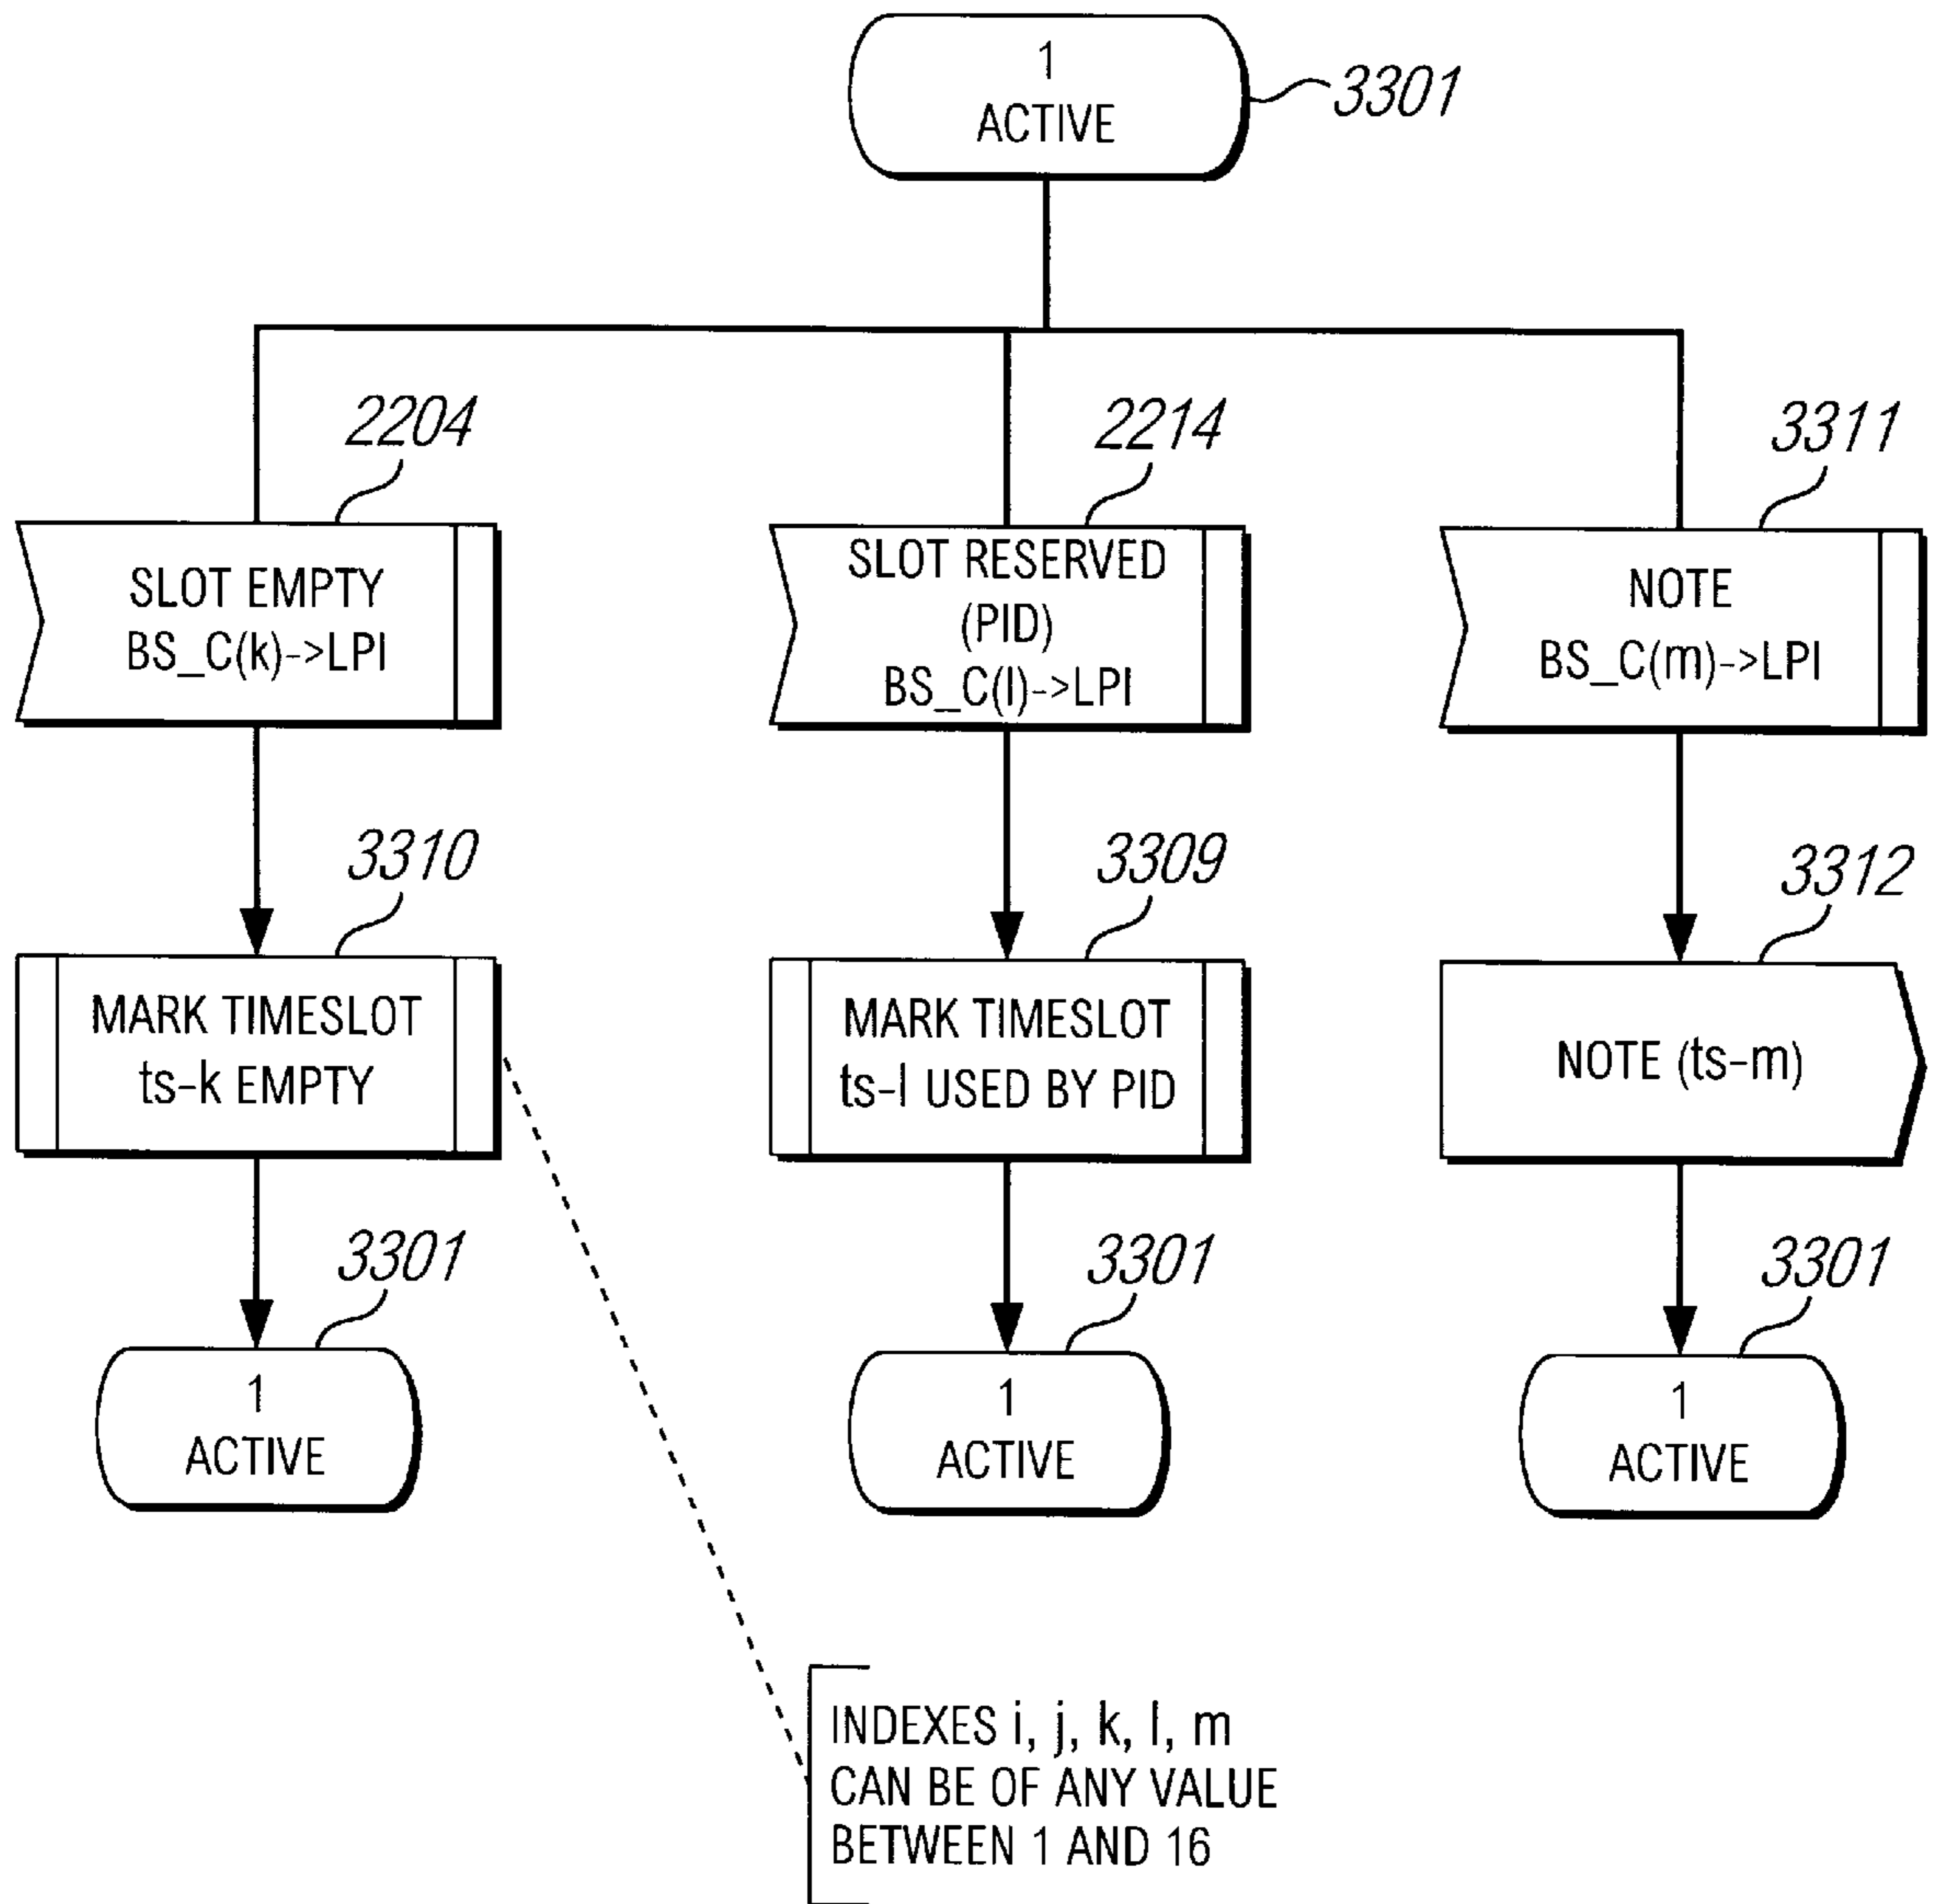 1
ACTIVE
3301
2204
2214
3311
SLOT EMPTY
BS_C(k)->LPI
SLOT RESERVED
(PID)
BS_C(l)->LPI
NOTE
BS_C(m)->LPI
3310
3309
3312
MARK TIMESLOT
ts-k EMPTY
MARK TIMESLOT
ts-l USED BY PID
NOTE (ts-m)
3301
3301
3301
1
ACTIVE
1
ACTIVE
1
ACTIVE
INDEXES i, j, k, l, m
CAN BE OF ANY VALUE
BETWEEN 1 AND 16